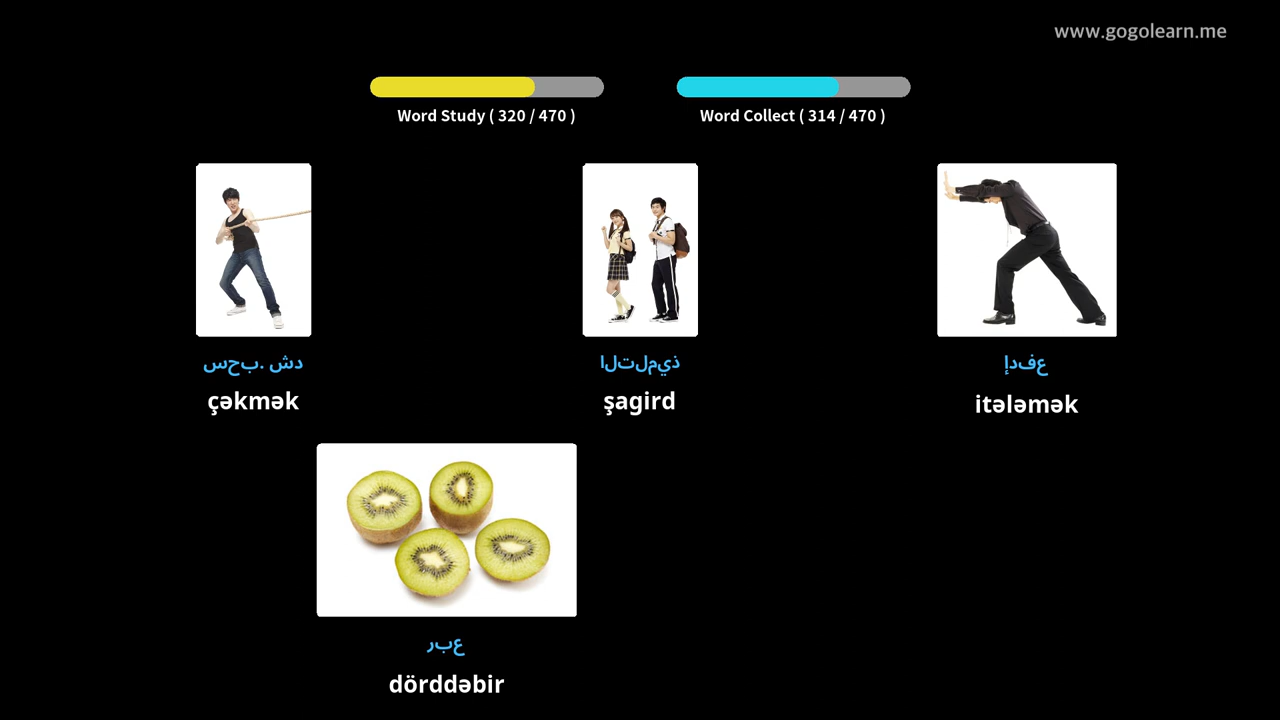 www.gogolearn.me
Word Study ( 320 / 470 )
Word Collect ( 314 / 470 )
سحب. شد
çəkmək
التلميذ
şagird
إدفع
itələmək
ربع
dörddəbir